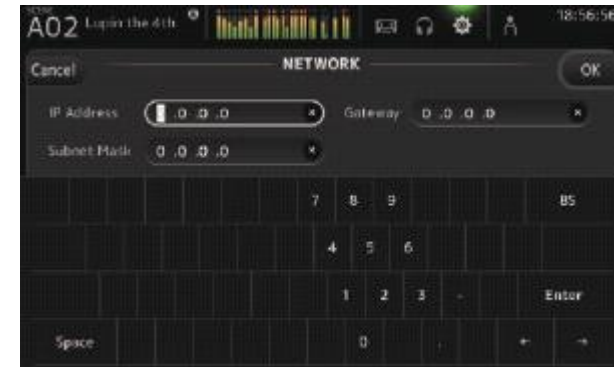 SCENE
A02 Lupin the 4th 18:56:56
Cancel NETWORK OK
IP Address .0 .0 .0 × Gateway 0 .0 .0 .0 ×
Subnet Mask 0 .0 .0 .0 ×
7 8 9 BS
4 5 6
1 2 3 - Enter
Space 0 . ← →